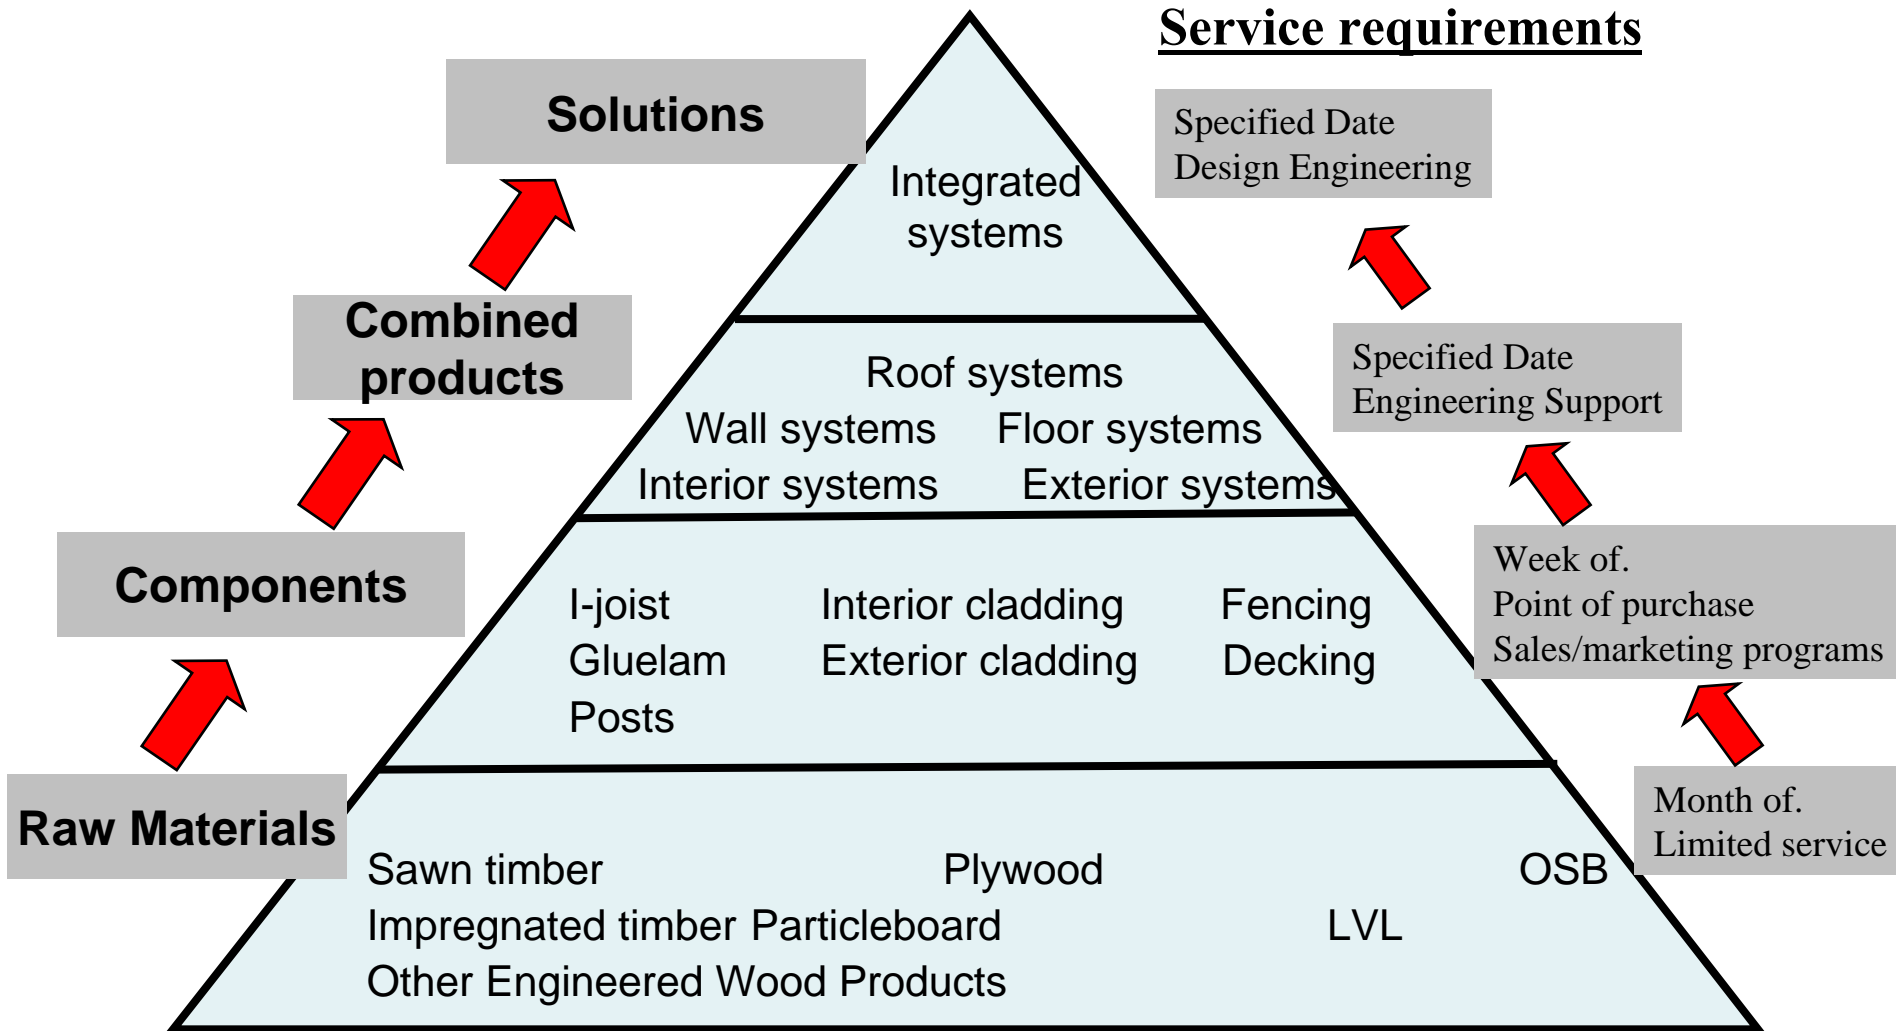 Service requirements
Solutions
Specified Date
Design Engineering
Integrated
systems
Combined
products
Specified Date
Engineering Support
Roof systems
Wall systems Floor systems
Interior systems Exterior systems
Components
Week of.
Point of purchase
Sales/marketing programs
I-joist Interior cladding Fencing
Gluelam Exterior cladding Decking
Posts
Raw Materials
Month of.
Limited service
Sawn timber Plywood OSB
Impregnated timber Particleboard LVL
Other Engineered Wood Products